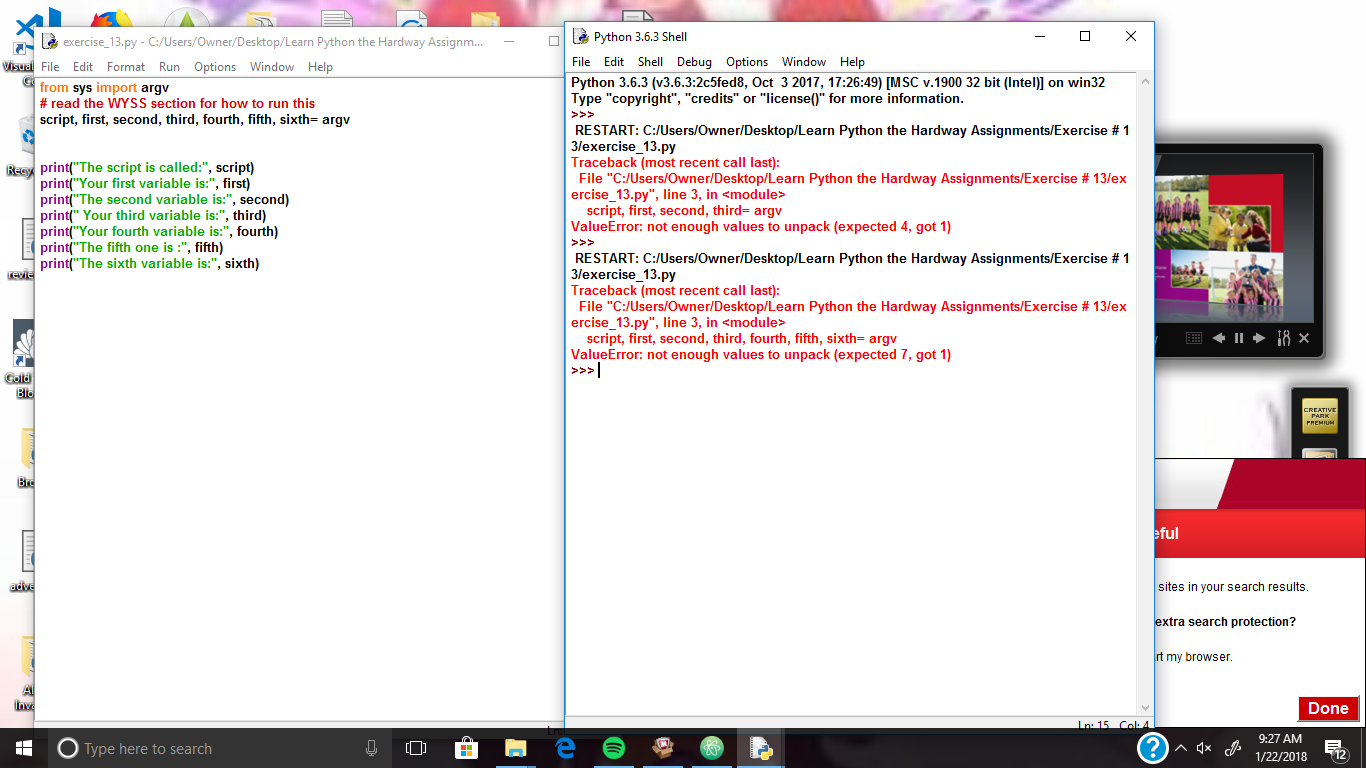 exercise_13.py - C:/Users/Owner/Desktop/Learn Python the Hardway Assignm...
File Edit Format Run Options Window Help
from sys import argv
# read the WYSS section for how to run this
script, first, second, third, fourth, fifth, sixth= argv
print("The script is called:", script)
print("Your first variable is:", first)
print("The second variable is:", second)
print(" Your third variable is:", third)
print("Your fourth variable is:", fourth)
print("The fifth one is :", fifth)
print("The sixth variable is:", sixth)
Python 3.6.3 Shell
File Edit Shell Debug Options Window Help
Python 3.6.3 (v3.6.3:2c5fed8, Oct  3 2017, 17:26:49) [MSC v.1900 32 bit (Intel)] on win32
Type "copyright", "credits" or "license()" for more information.
>>>
 RESTART: C:/Users/Owner/Desktop/Learn Python the Hardway Assignments/Exercise # 1
3/exercise_13.py
Traceback (most recent call last):
  File "C:/Users/Owner/Desktop/Learn Python the Hardway Assignments/Exercise # 13/ex
ercise_13.py", line 3, in <module>
    script, first, second, third= argv
ValueError: not enough values to unpack (expected 4, got 1)
>>>
 RESTART: C:/Users/Owner/Desktop/Learn Python the Hardway Assignments/Exercise # 1
3/exercise_13.py
Traceback (most recent call last):
  File "C:/Users/Owner/Desktop/Learn Python the Hardway Assignments/Exercise # 13/ex
ercise_13.py", line 3, in <module>
    script, first, second, third, fourth, fifth, sixth= argv
ValueError: not enough values to unpack (expected 7, got 1)
>>>
Ln: 15 Col: 4
Ln:
Visual
Recy
revie
Cold
Blo
Bro
adve
Al
Inva
CREATIVE
PARK
PREMIUM
eful
sites in your search results.
extra search protection?
rt my browser.
Done
Type here to search
9:27 AM
1/22/2018
12